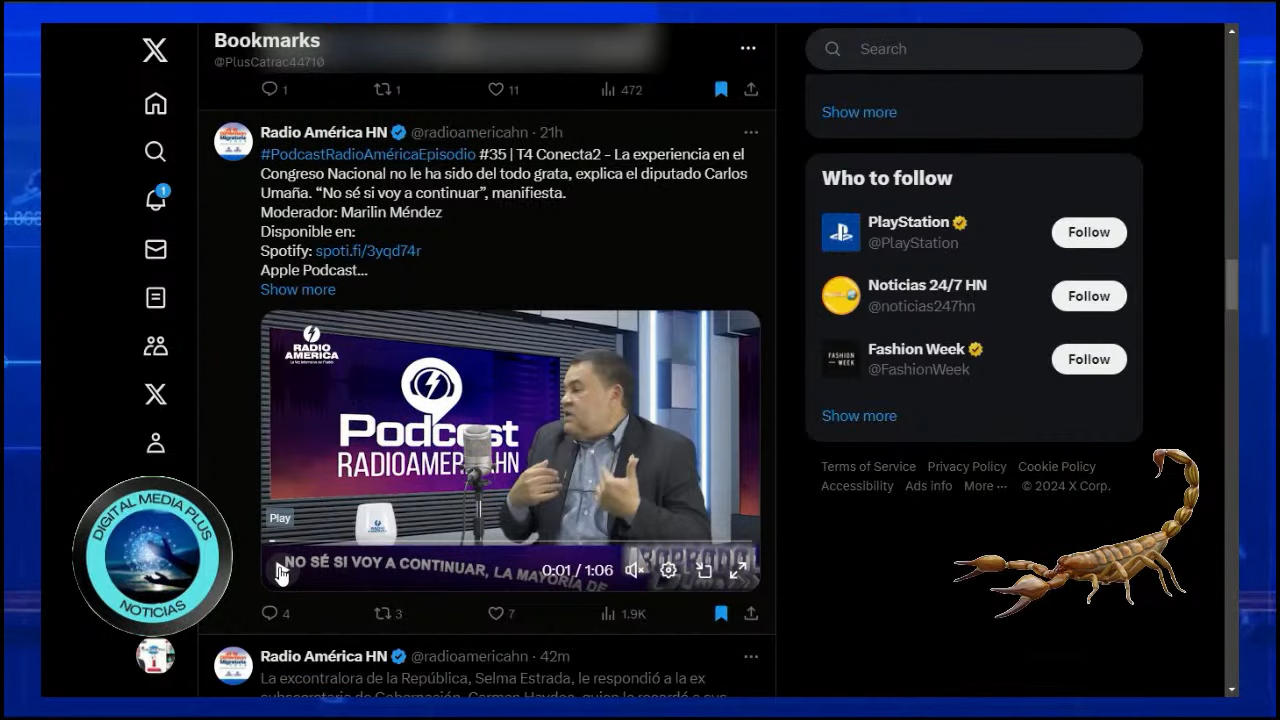 Bookmarks
@PlusCatrac44710
1
1
11
472
Radio América HN @radioamericahn · 21h
#PodcastRadioAméricaEpisodio #35 | T4 Conecta2 - La experiencia en el
Congreso Nacional no le ha sido del todo grata, explica el diputado Carlos
Umaña. “No sé si voy a continuar”, manifiesta.
Moderador: Marilin Méndez
Disponible en:
Spotify: spoti.fi/3yqd74r
Apple Podcast...
Show more
RADIO
AMERICA
Podcast
RADIOAMERICAHN
Play
NO SÉ SI VOY A CONTINUAR, LA MAYORÍA DE
0:01 / 1:06
4
3
7
1.9K
Radio América HN @radioamericahn · 42m
La excontralora de la República, Selma Estrada, le respondió a la ex
Search
Show more
Who to follow
PlayStation
@PlayStation
Follow
Noticias 24/7 HN
@noticias247hn
Follow
FASHION
WEEK
Fashion Week
@FashionWeek
Follow
Show more
Terms of Service Privacy Policy Cookie Policy
Accessibility Ads info More ··· © 2024 X Corp.
1
DIGITAL MEDIA PLUS
NOTICIAS